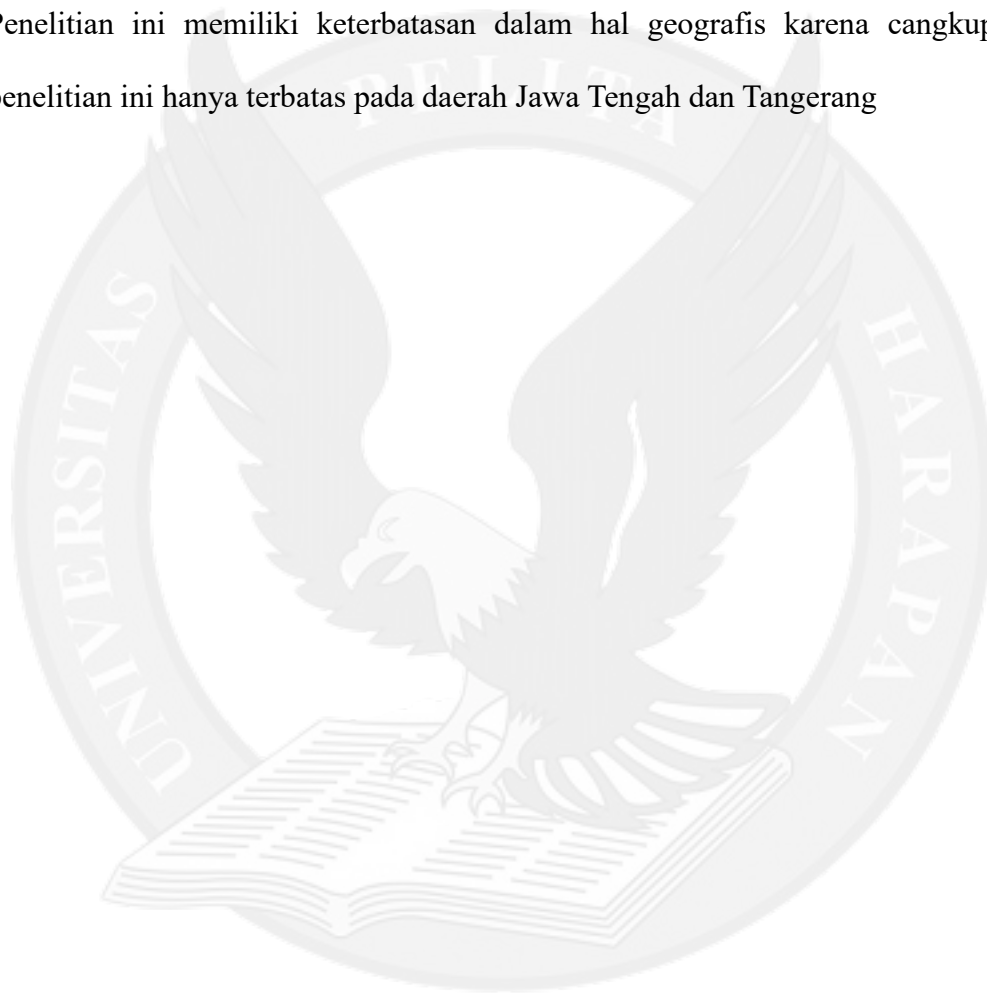 Penelitian ini memiliki keterbatasan dalam hal geografis karena cangkup
penelitian ini hanya terbatas pada daerah Jawa Tengah dan Tangerang
UNIVERSITAS PELITA HARAPAN